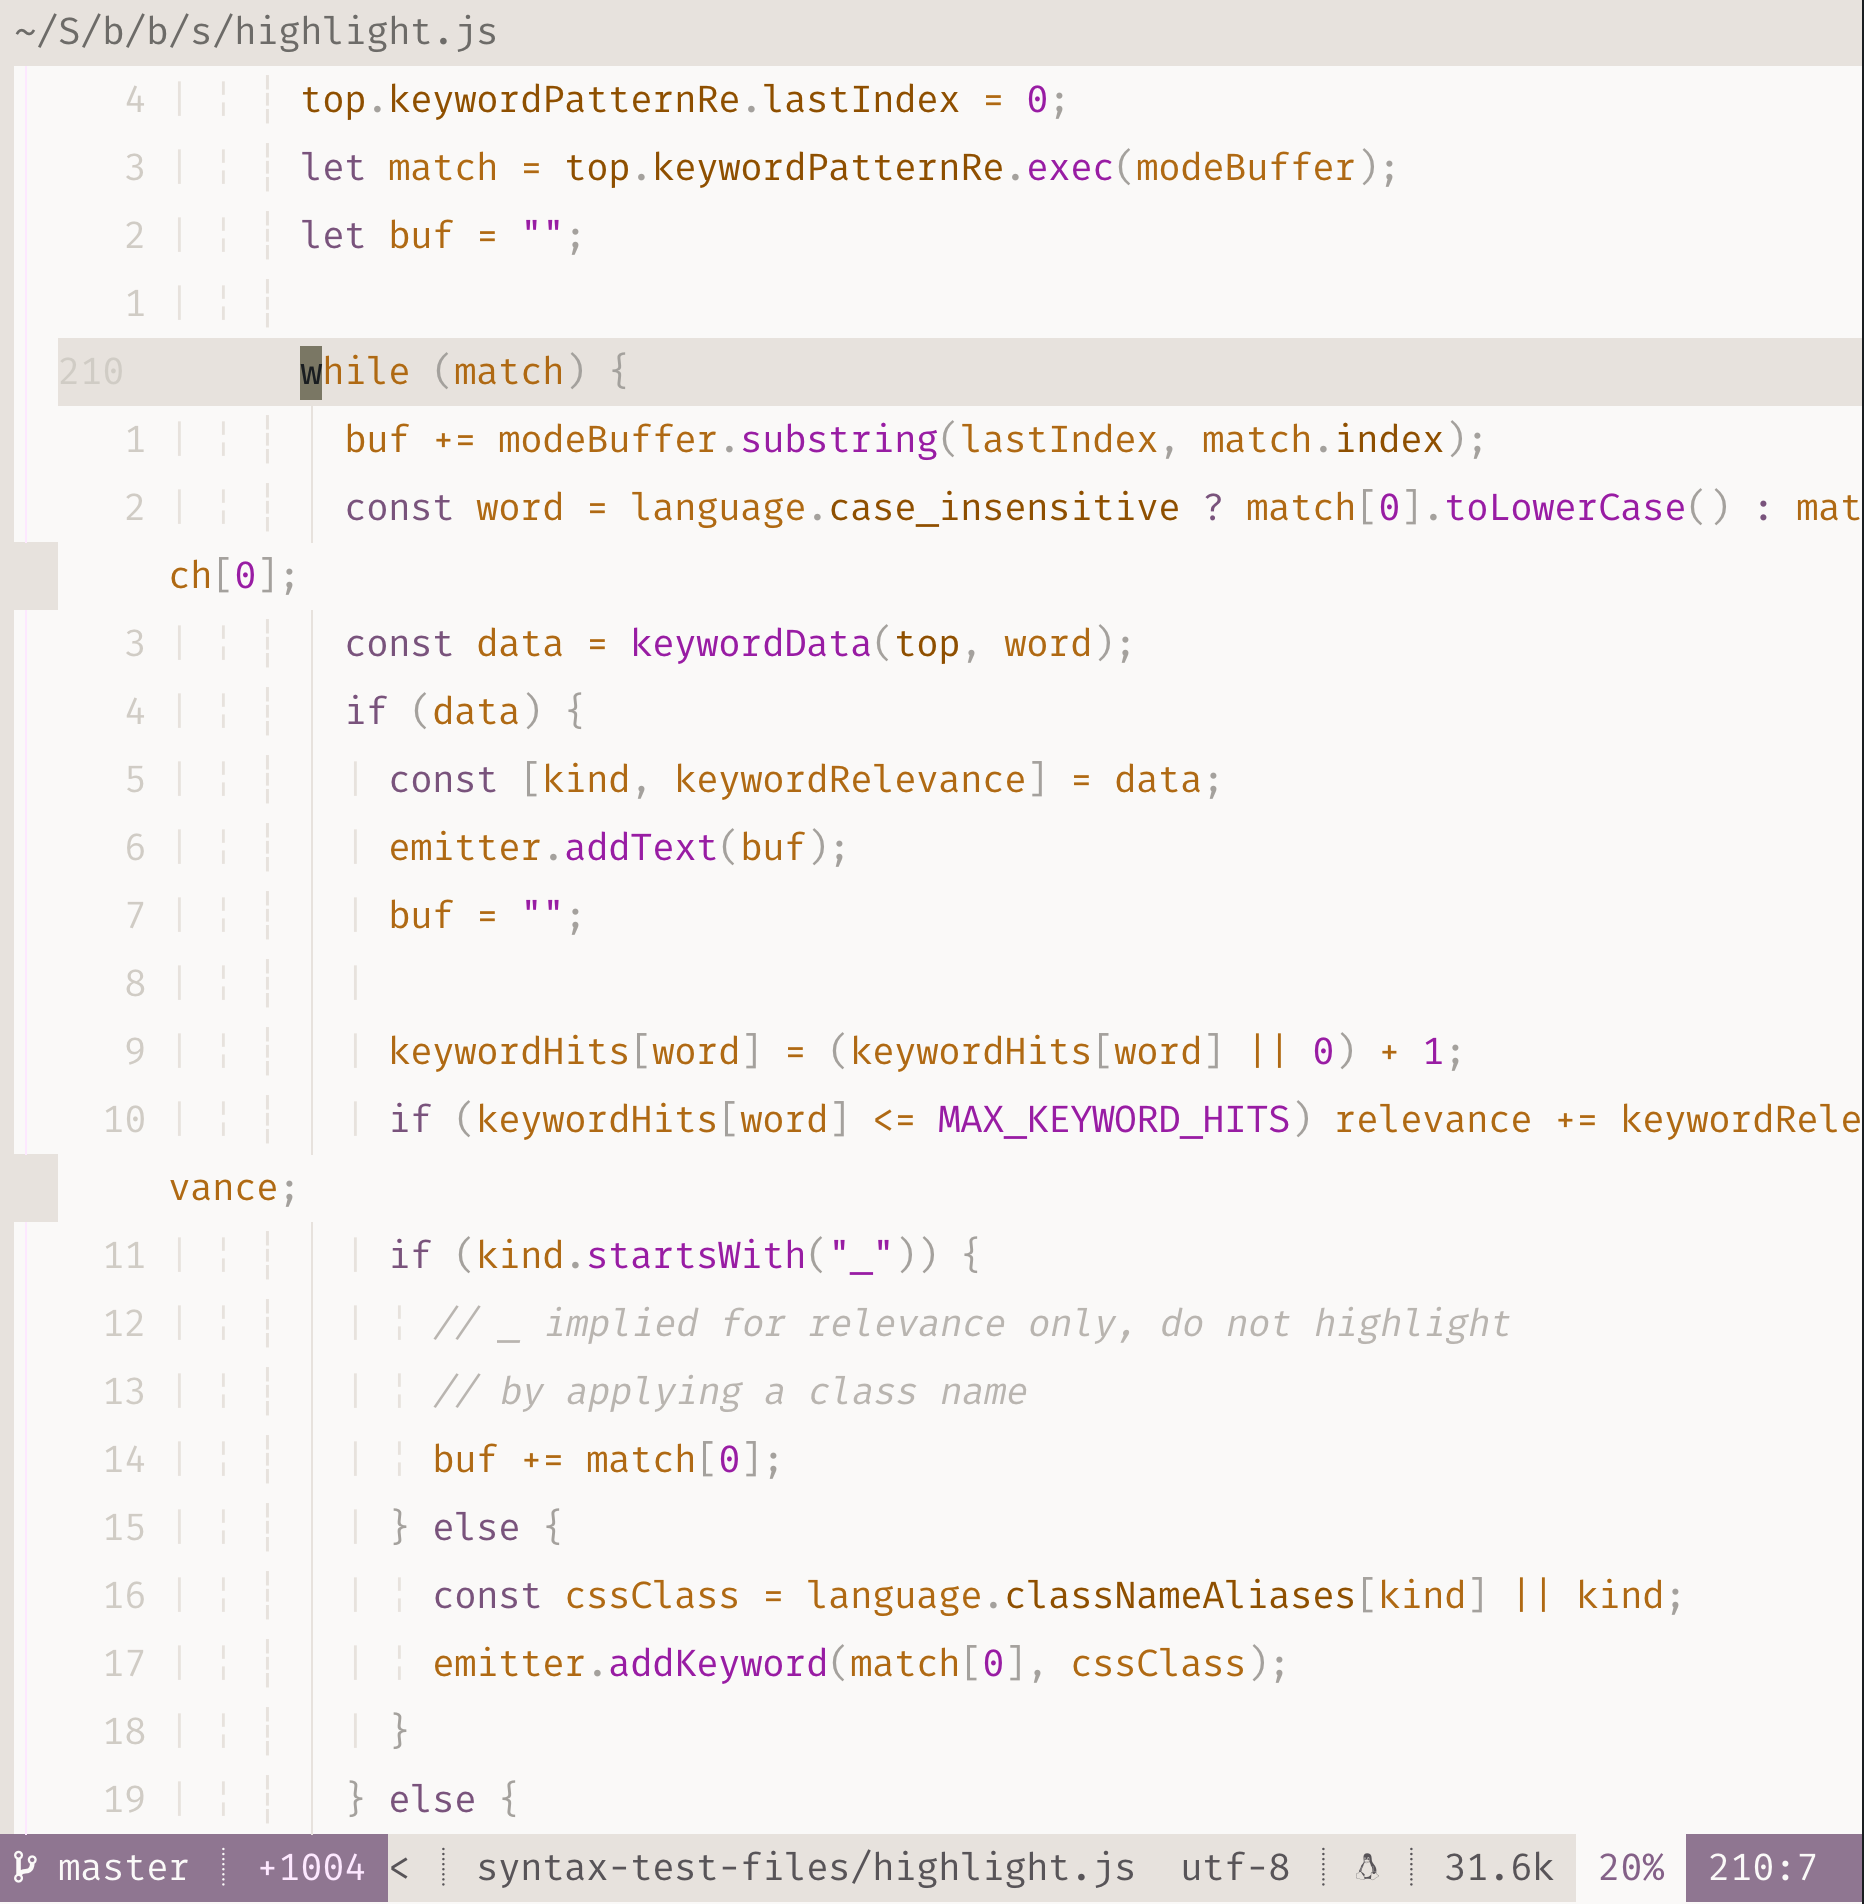 ~/S/b/b/s/highlight.js
4 top.keywordPatternRe.lastIndex = 0;
3 let match = top.keywordPatternRe.exec(modeBuffer);
2 let buf = "";
1
210 while (match) {
1 buf += modeBuffer.substring(lastIndex, match.index);
2 const word = language.case_insensitive ? match[0].toLowerCase() : mat
ch[0];
3 const data = keywordData(top, word);
4 if (data) {
5 const [kind, keywordRelevance] = data;
6 emitter.addText(buf);
7 buf = "";
8
9 keywordHits[word] = (keywordHits[word] || 0) + 1;
10 if (keywordHits[word] <= MAX_KEYWORD_HITS) relevance += keywordRele
vance;
11 if (kind.startsWith("_")) {
12 // _ implied for relevance only, do not highlight
13 // by applying a class name
14 buf += match[0];
15 } else {
16 const cssClass = language.classNameAliases[kind] || kind;
17 emitter.addKeyword(match[0], cssClass);
18 }
19 } else {
master +1004 < syntax-test-files/highlight.js utf-8 31.6k 20% 210:7